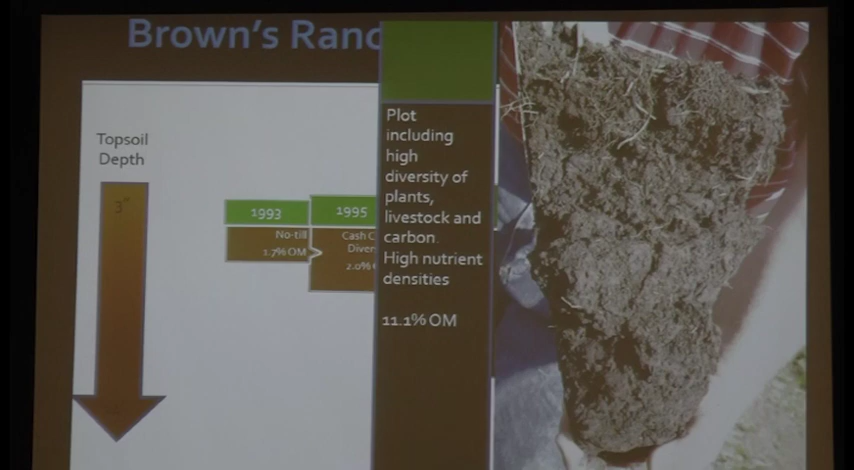 Brown's Ranc
Topsoil
Depth
3"
1993
No-till
1.7% OM
1995
Cash C
Diver
2.0%
Plot
including
high
diversity of
plants,
livestock and
carbon.
High nutrient
densities
11.1% OM